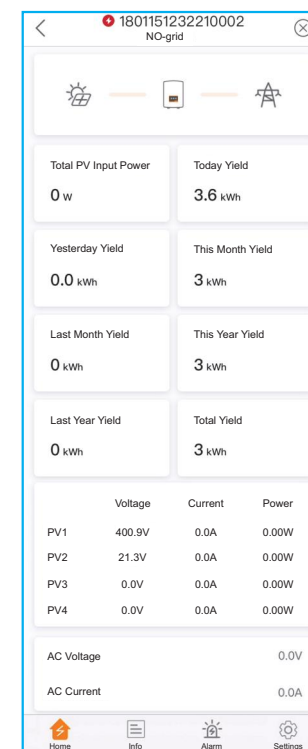 1801151232210002
NO-grid
Total PV Input Power
0 w
Today Yield
3.6 kWh
Yesterday Yield
0.0 kWh
This Month Yield
3 kWh
Last Month Yield
0 kWh
This Year Yield
3 kWh
Last Year Yield
0 kWh
Total Yield
3 kWh
Voltage Current Power
PV1 400.9V 0.0A 0.00W
PV2 21.3V 0.0A 0.00W
PV3 0.0V 0.0A 0.00W
PV4 0.0V 0.0A 0.00W
AC Voltage 0.0V
AC Current 0.0A
Home Info Alarm Settings